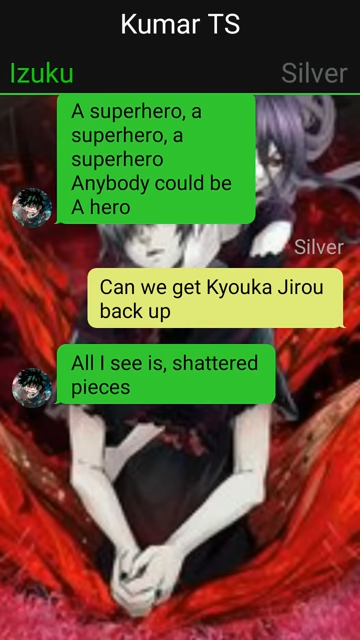 Kumar TS
Izuku
Silver
A superhero, a
superhero, a
superhero
Anybody could be
A hero
Silver
Can we get Kyouka Jirou
back up
All I see is, shattered
pieces